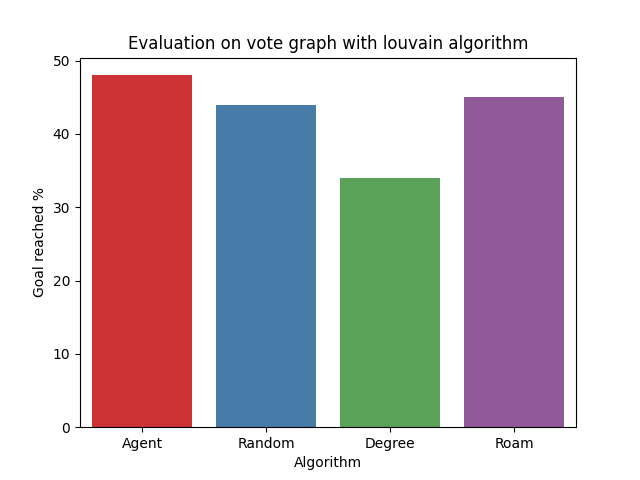 Evaluation on vote graph with louvain algorithm
Goal reached %
50
40
30
20
10
0
Agent Random Degree Roam
Algorithm